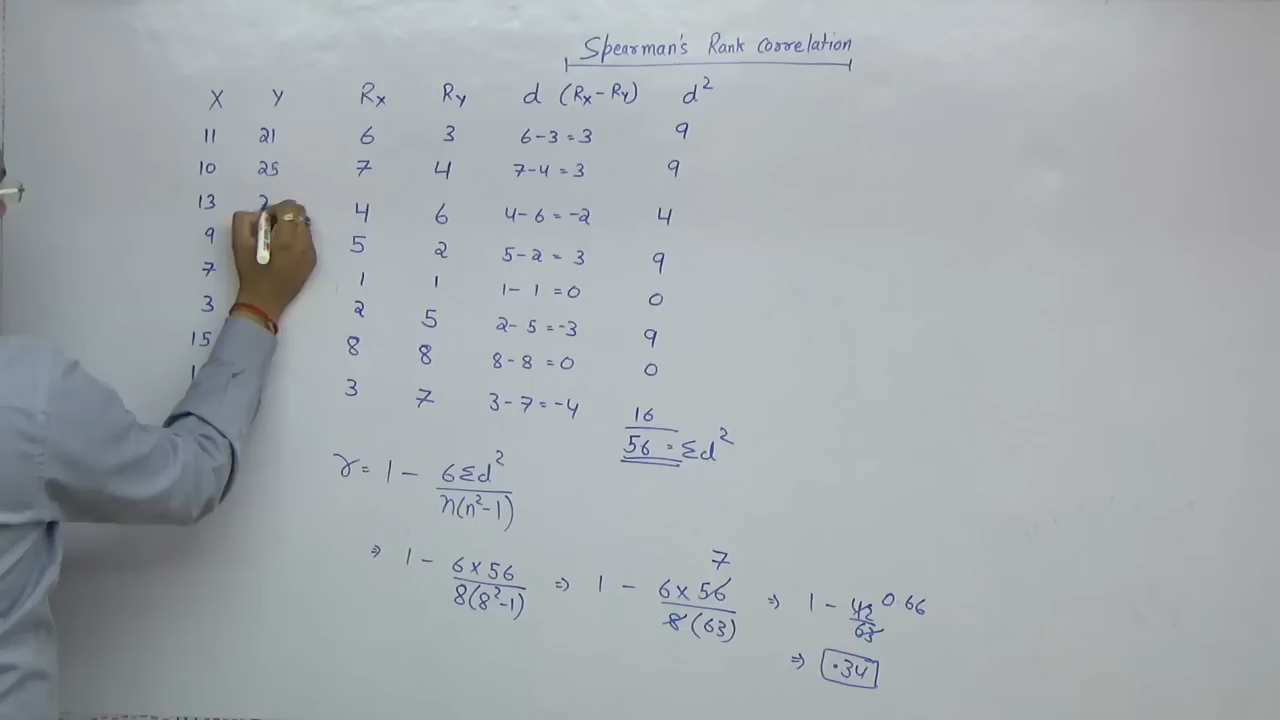 Spearman's Rank Correlation
X Y Rx Ry d (Rx-Ry) d²
11 21 6 3 6-3=3 9
10 25 7 4 7-4=3 9
13 2 4 6 4-6=-2 4
9 5 2 5-2=3 9
7 1 1 1-1=0 0
3 2 5 2-5=-3 9
15 8 8 8-8=0 0
3 7 3-7=-4 16
56 = Σd²
r = 1 - 6Σd² / n(n²-1)
⇒ 1 - 6×56 / 8(8²-1) ⇒ 1 - 6×56 7 / 8(63) ⇒ 1 - 42/63 0.66
⇒ .34